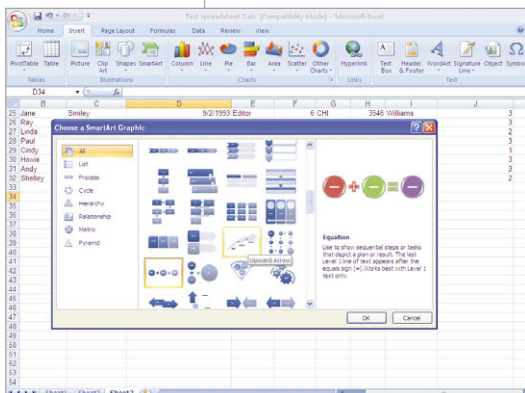 Test spreadsheet 2.xls [Compatibility Mode] - Microsoft Excel
Home Insert Page Layout Formulas Data Review View
PivotTable Table Picture Clip Art Shapes SmartArt Column Line Pie Bar Area Scatter Other Charts Hyperlink Text Box Header & Footer WordArt Signature Line Object Symbol
Tables Illustrations Charts Links Text
D34 fx
B C D E F G H I J
25 Jane Smiley 9/2/1993 Editor 6 CHI 3546 Williams 3
26 Ray 3
27 Linda 2
28 Paul 3
29 Cindy 1
30 Howie 3
31 Andy 3
32 Shelley 2
33
34
35
36
37
38
39
40
41
42
43
44
45
46
47
48
49
50
51
52
53
54
Choose a SmartArt Graphic
All
List
Process
Cycle
Hierarchy
Relationship
Matrix
Pyramid
Upward Arrow
Equation
Use to show sequential steps or tasks
that depict a plan or result. The last
Level 1 line of text appears after the
equals sign (=).Works best with Level 1
text only.
OK Cancel
Sheet1 Sheet2 Sheet3